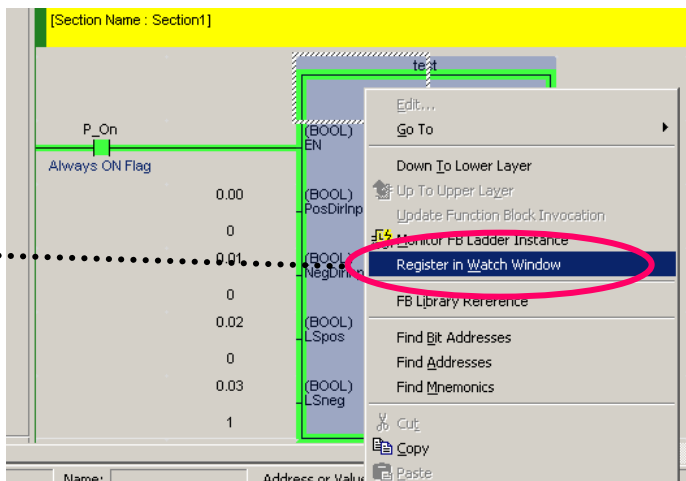 [Section Name : Section1]
test
P_On
(BOOL)
EN
Always ON Flag
0.00
(BOOL)
PosDirInp
0
0.01
(BOOL)
0
0.02
(BOOL)
LSpos
0
0.03
(BOOL)
LSneg
1
Edit...
Go To
Down To Lower Layer
Up To Upper Layer
Update Function Block Invocation
Monitor FB Ladder Instance
Register in Watch Window
FB Library Reference
Find Bit Addresses
Find Addresses
Find Mnemonics
Cut
Copy
Paste
Name:
Address or Value